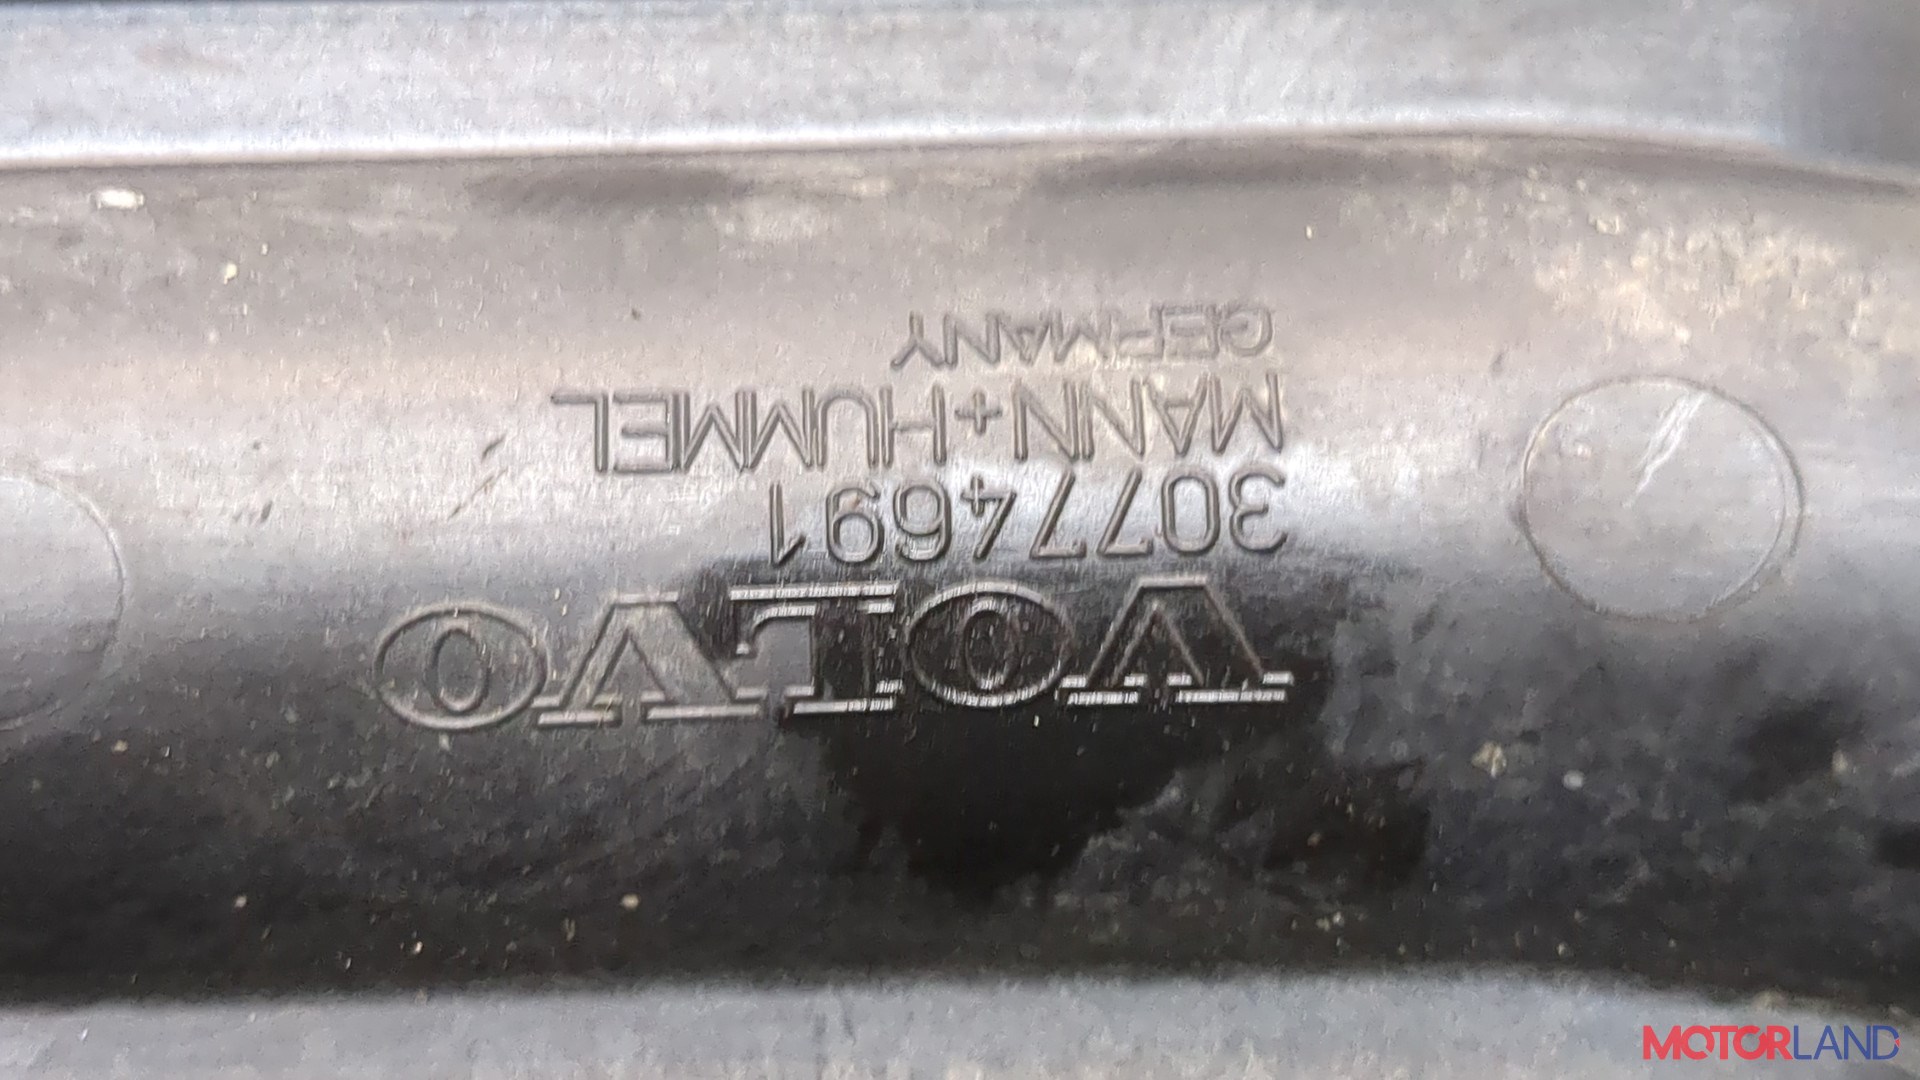 VOLVO
30774691
MANN+HUMMEL
GERMANY
MOTORLAND